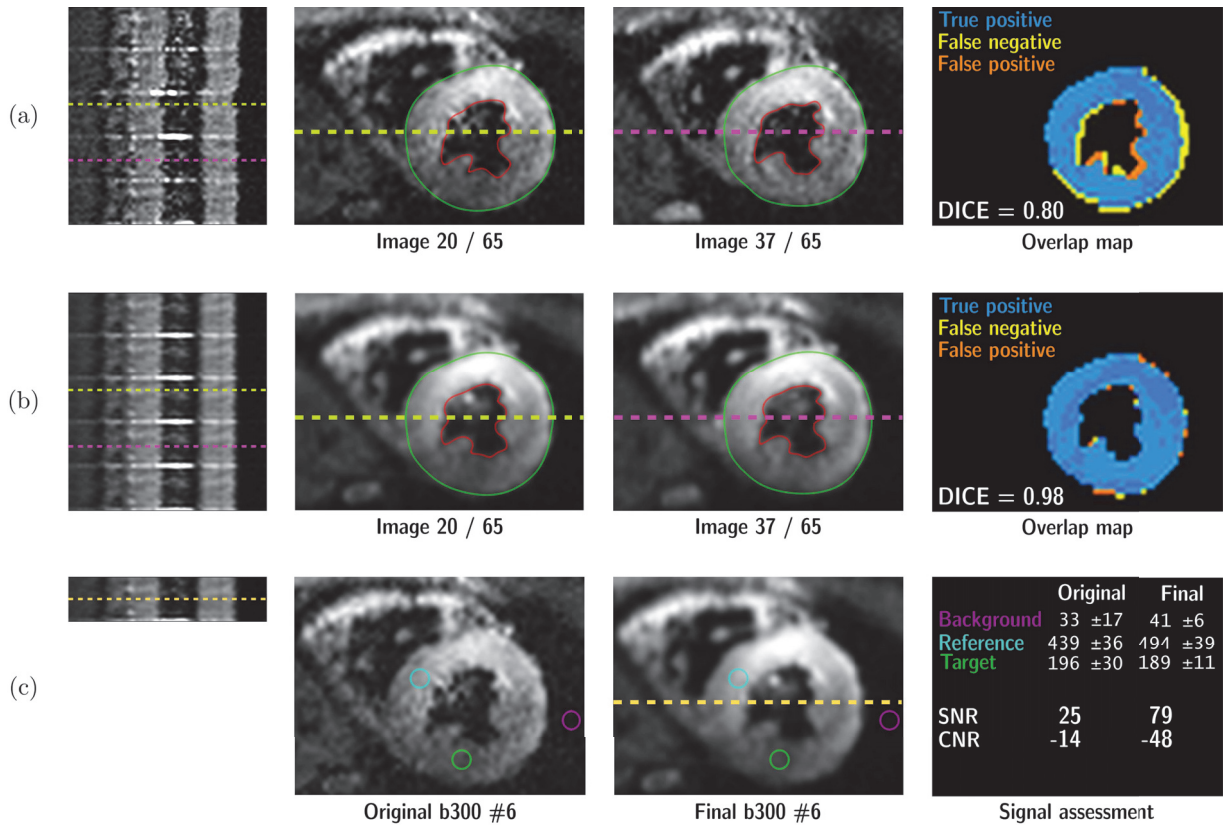 (a)
True positive
False negative
False positive
DICE = 0.80
Image 20 / 65
Image 37 / 65
Overlap map
(b)
True positive
False negative
False positive
DICE = 0.98
Image 20 / 65
Image 37 / 65
Overlap map
(c)
Original Final
Background 33 ±17 41 ±6
Reference 439 ±36 494 ±39
Target 196 ±30 189 ±11
SNR 25 79
CNR -14 -48
Original b300 #6
Final b300 #6
Signal assessment